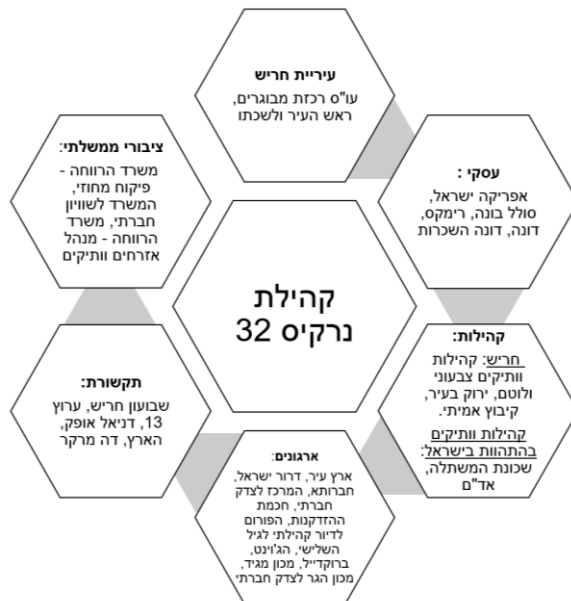 עיריית חריש
עו"ס רכזת מבוגרים,
ראש העיר ולשכתו
ציבורי ממשלתי:
משרד הרווחה -
פיקוח מחוזי,
המשרד לשוויון
חברתי, משרד
הרווחה - מנהל
אזרחים וותיקים
עסקי :
אפריקה ישראל,
סולל בונה, רימקס,
דונה, דונה השכרות
קהילת
נרקיס 32
קהילות:
חריש: קהילות
וותיקים צבעוני
ולוטם, ירוק בעיר,
קיבוץ אמיתי.
קהילות וותיקים
בהתהוות בישראל:
שכונת המשתלה,
אד"ם
תקשורת:
שבועון חריש, ערוץ
13, דניאל אופק,
הארץ, דה מרקר
ארגונים:
ארץ עיר, דרור ישראל,
חברותא, המרכז לצדק
חברתי, חכמת
ההזדקנות, הפורום
לדיור קהילתי לגיל
השלישי, הג'וינט,
ברוקדייל, מכון מגיד,
מכון הגר לצדק חברתי